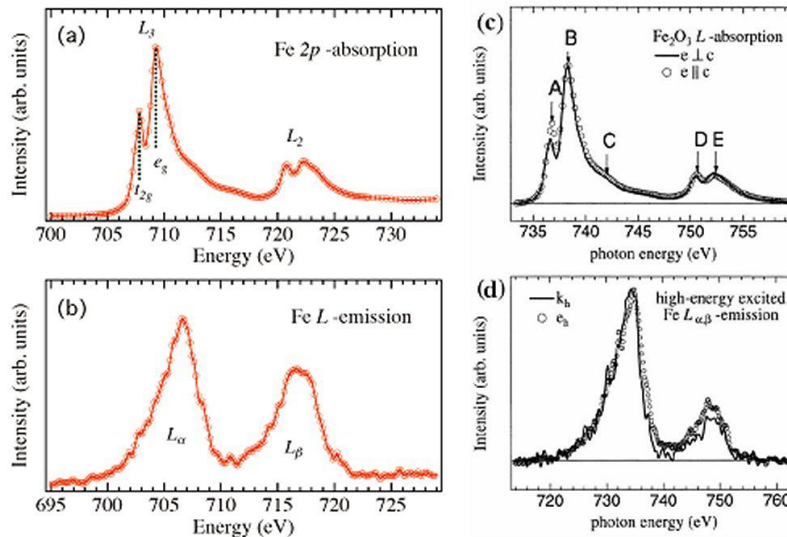 (a)
L₃
Fe 2p -absorption
t₂g
e_g
L₂
Intensity (arb. units)
700 705 710 715 720 725 730
Energy (eV)
(b)
Fe L -emission
Lα
Lβ
Intensity (arb. units)
695 700 705 710 715 720 725
Energy (eV)
(c)
Fe₂O₃ L -absorption
e ⊥ c
e || c
A
B
C
D
E
Intensity (arb. units)
735 740 745 750 755
photon energy (eV)
(d)
k_h
e_h
high-energy excited
Fe Lα,β -emission
Intensity (arb. units)
720 730 740 750 760
photon energy (eV)